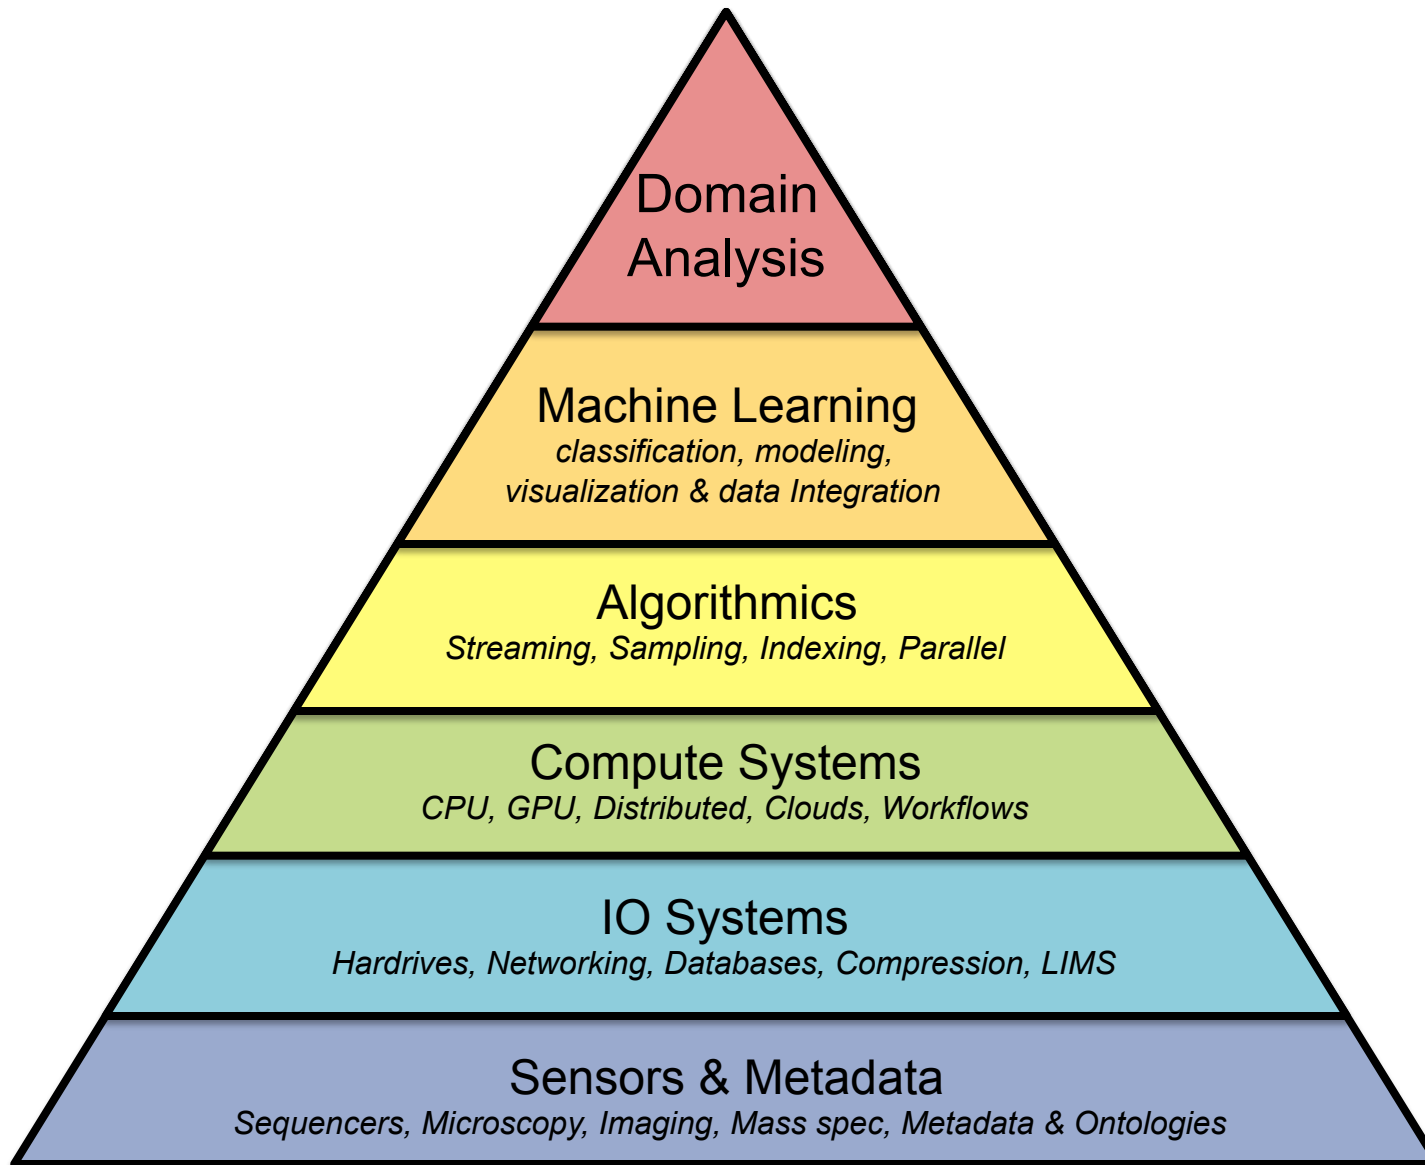 Domain
Analysis
Machine Learning
classification, modeling,
visualization & data Integration
Algorithmics
Streaming, Sampling, Indexing, Parallel
Compute Systems
CPU, GPU, Distributed, Clouds, Workflows
IO Systems
Hardrives, Networking, Databases, Compression, LIMS
Sensors & Metadata
Sequencers, Microscopy, Imaging, Mass spec, Metadata & Ontologies